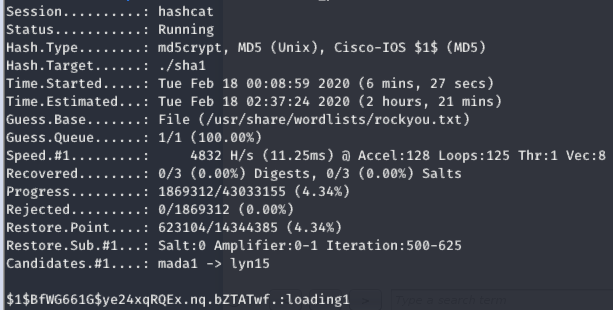 Session..........: hashcat
Status...........: Running
Hash.Type........: md5crypt, MD5 (Unix), Cisco-IOS $1$ (MD5)
Hash.Target......: ./sha1
Time.Started.....: Tue Feb 18 00:08:59 2020 (6 mins, 27 secs)
Time.Estimated...: Tue Feb 18 02:37:24 2020 (2 hours, 21 mins)
Guess.Base.......: File (/usr/share/wordlists/rockyou.txt)
Guess.Queue......: 1/1 (100.00%)
Speed.#1.........:     4832 H/s (11.25ms) @ Accel:128 Loops:125 Thr:1 Vec:8
Recovered........: 0/3 (0.00%) Digests, 0/3 (0.00%) Salts
Progress.........: 1869312/43033155 (4.34%)
Rejected.........: 0/1869312 (0.00%)
Restore.Point....: 623104/14344385 (4.34%)
Restore.Sub.#1...: Salt:0 Amplifier:0-1 Iteration:500-625
Candidates.#1....: mada1 -> lyn15
$1$BfWG661G$ye24xqRQEx.nq.bZTATwf.:loading1